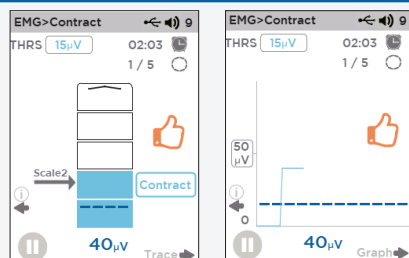 EMG>Contract 9
THRS 15µV 02:03
1 / 5
Scale2
Contract
i
40µV
Trace
EMG>Contract 9
THRS 15µV 02:03
1 / 5
50
µV
i
0
40µV
Graph